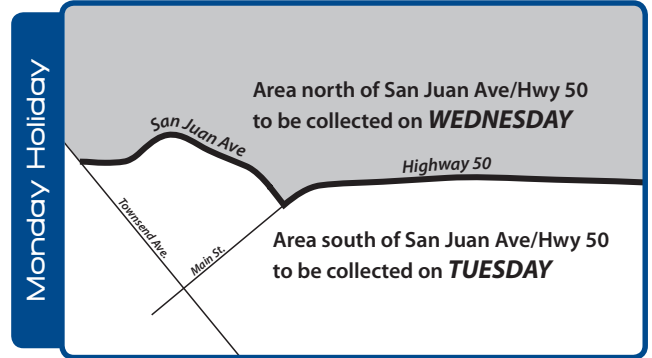 Monday Holiday
Area north of San Juan Ave/Hwy 50
to be collected on WEDNESDAY
San Juan Ave
Highway 50
Townsend Ave.
Main St.
Area south of San Juan Ave/Hwy 50
to be collected on TUESDAY